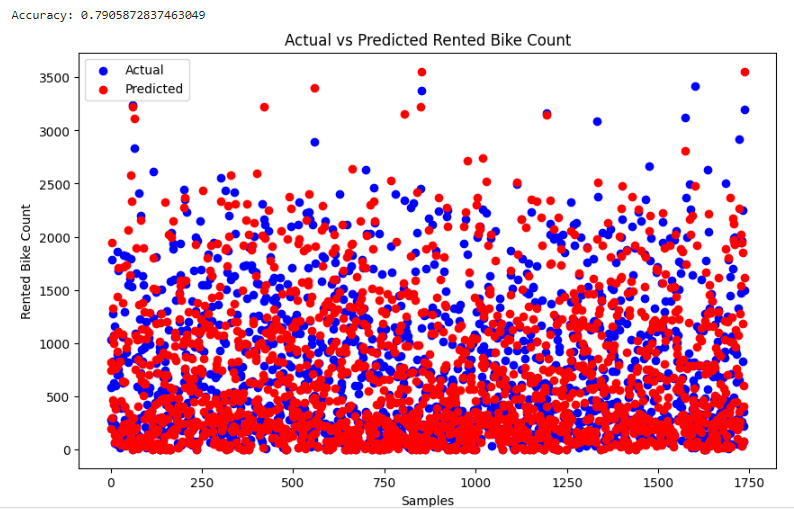 Accuracy: 0.7905872837463049
Actual vs Predicted Rented Bike Count
Actual
Predicted
Rented Bike Count
3500
3000
2500
2000
1500
1000
500
0
0 250 500 750 1000 1250 1500 1750
Samples